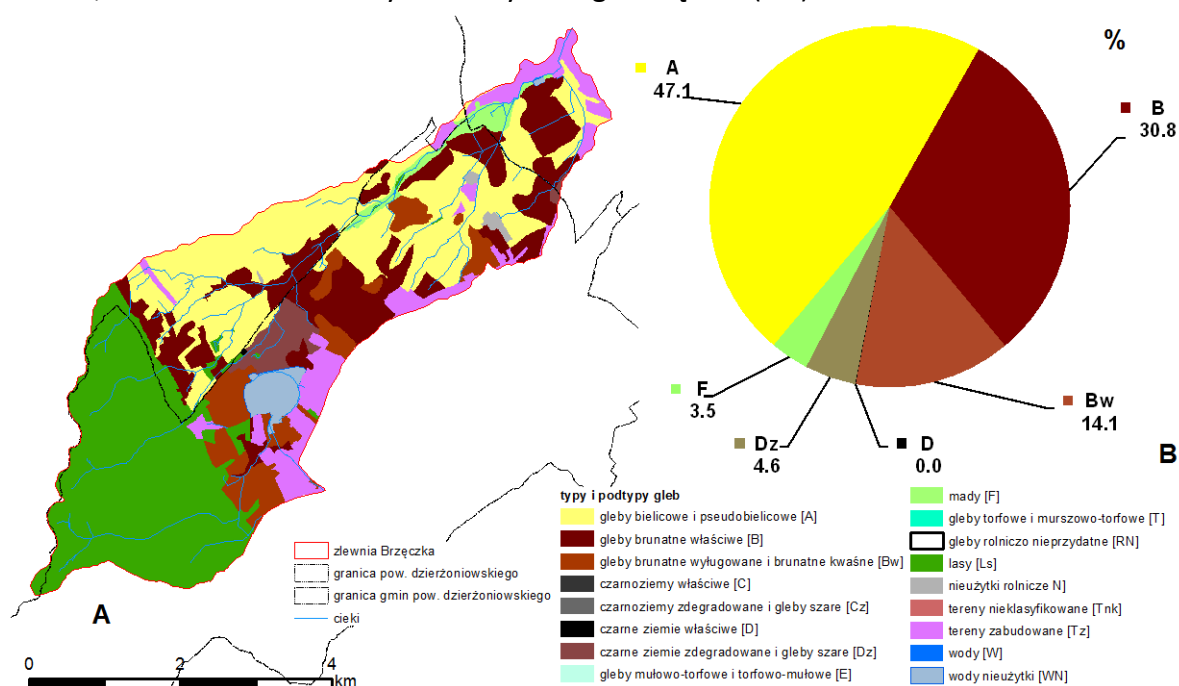 %
A
47.1
B
30.8
F
3.5
Dz
4.6
D
0.0
Bw
14.1
B
typy i podtypy gleb
gleby bielicowe i pseudobielicowe [A]
gleby brunatne właściwe [B]
gleby brunatne wyługowane i brunatne kwaśne [Bw]
czarnoziemy właściwe [C]
czarnoziemy zdegradowane i gleby szare [Cz]
czarne ziemie właściwe [D]
czarne ziemie zdegradowane i gleby szare [Dz]
gleby mułowo-torfowe i torfowo-mułowe [E]
mady [F]
gleby torfowe i murszowo-torfowe [T]
gleby rolniczo nieprzydatne [RN]
lasy [Ls]
nieużytki rolnicze N]
tereny nieklasyfikowane [Tnk]
tereny zabudowane [Tz]
wody [W]
wody nieużytki [WN]
zlewnia Brzęczka
granica pow. dzierżoniowskiego
granica gmin pow. dzierżoniowskiego
cieki
A
0 2 4
km